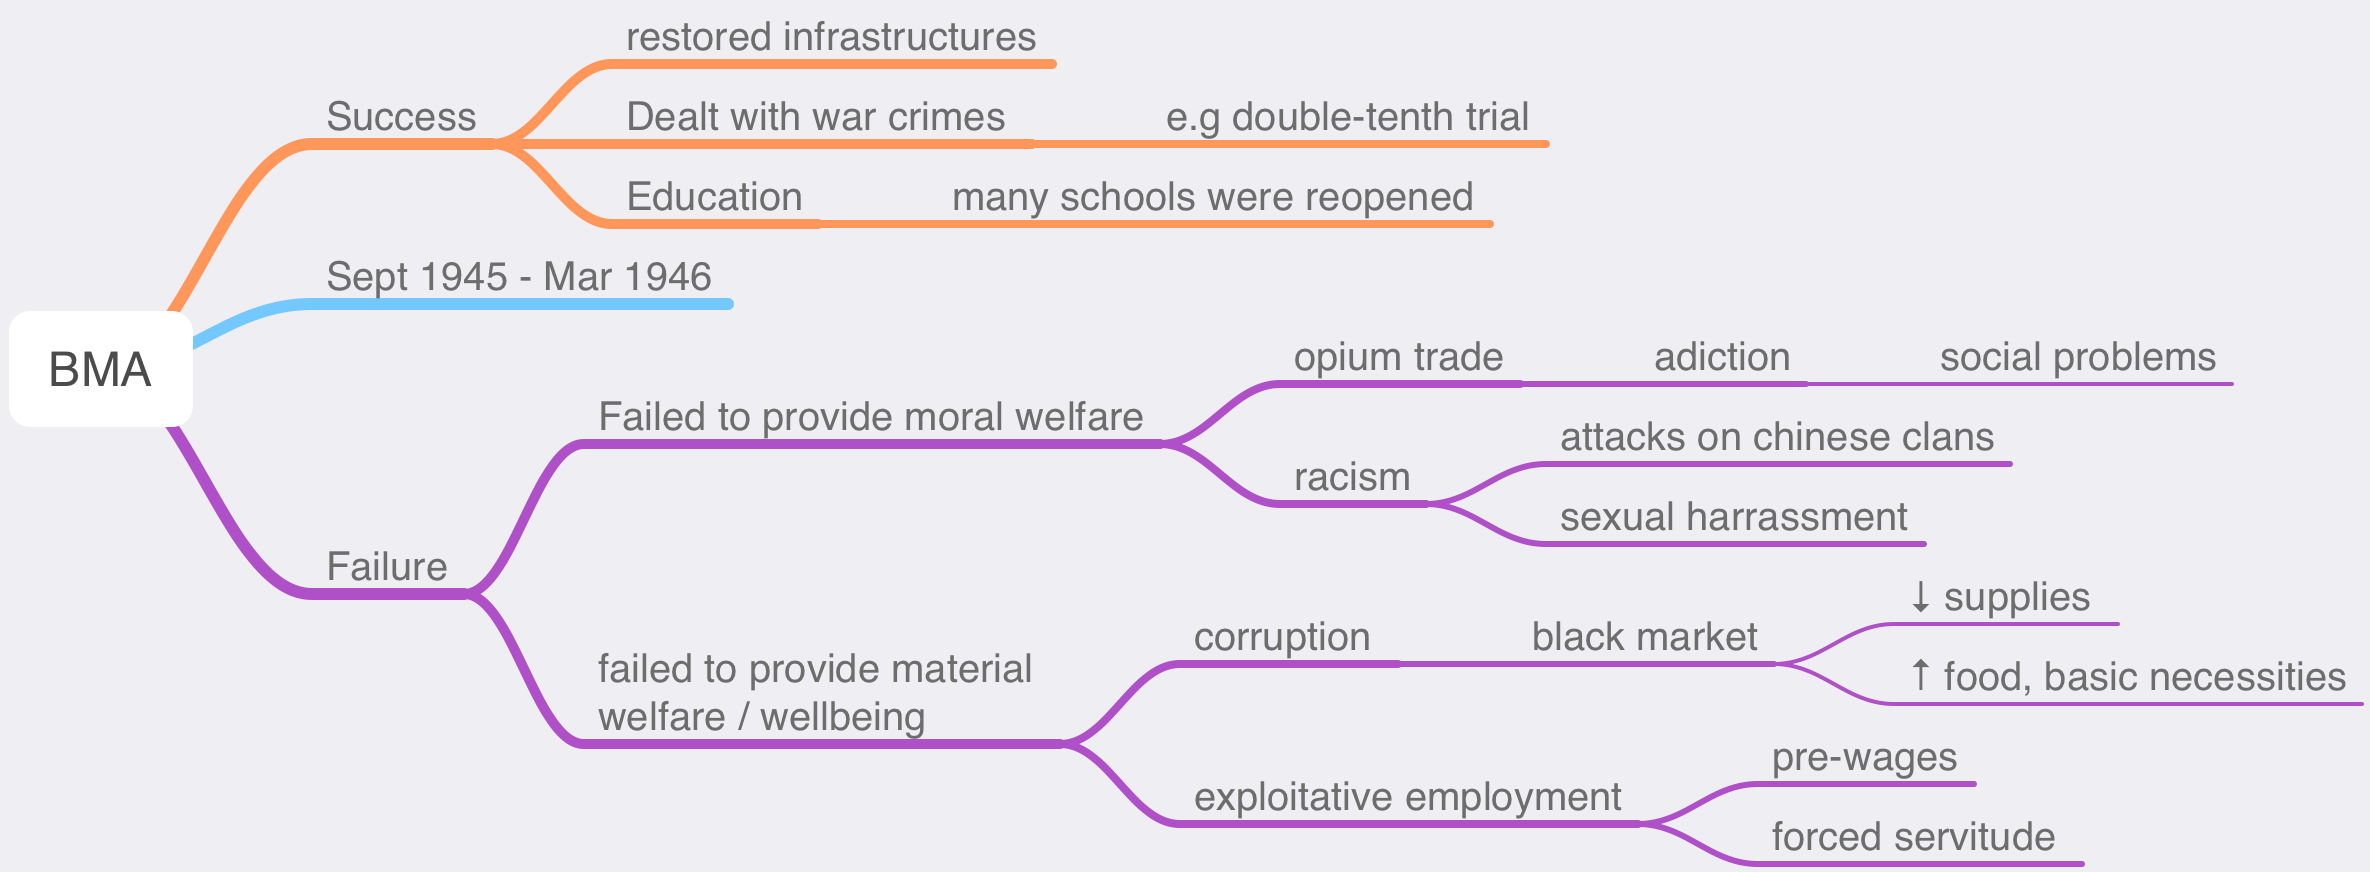 restored infrastructures
Success
Dealt with war crimes
e.g double-tenth trial
Education
many schools were reopened
Sept 1945 - Mar 1946
BMA
opium trade
adiction
social problems
Failed to provide moral welfare
attacks on chinese clans
racism
sexual harrassment
Failure
↓ supplies
corruption
black market
↑ food, basic necessities
failed to provide material
welfare / wellbeing
pre-wages
exploitative employment
forced servitude